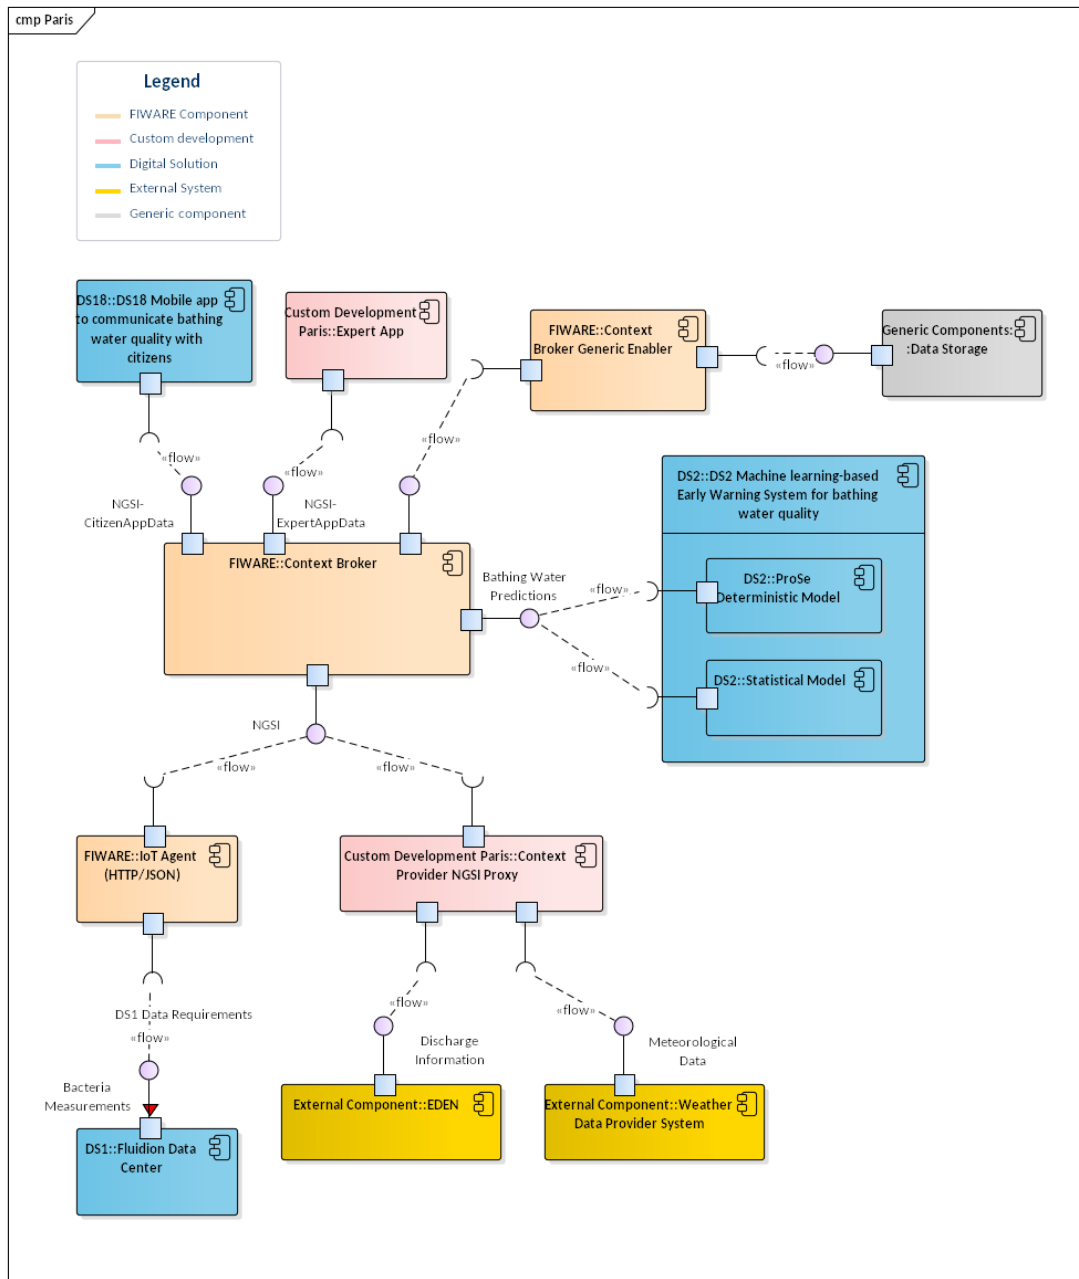 cmp Paris
Legend
FIWARE Component
Custom development
Digital Solution
External System
Generic component
DS18::DS18 Mobile app
to communicate bathing
water quality with
citizens
Custom Development
Paris::Expert App
FIWARE::Context
Broker Generic Enabler
Generic Components:
:Data Storage
«flow»
«flow»
«flow»
«flow»
NGSI-
CitizenAppData
NGSI-
ExpertAppData
DS2::DS2 Machine learning-based
Early Warning System for bathing
water quality
FIWARE::Context Broker
Bathing Water
Predictions
«flow»
DS2::ProSe
Deterministic Model
«flow»
DS2::Statistical Model
NGSI
«flow»
«flow»
FIWARE::IoT Agent
(HTTP/JSON)
Custom Development Paris::Context
Provider NGSI Proxy
DS1 Data Requirements
«flow»
«flow»
«flow»
Discharge
Information
Meteorological
Data
Bacteria
Measurements
External Component::EDEN
External Component::Weather
Data Provider System
DS1::Fluidion Data
Center